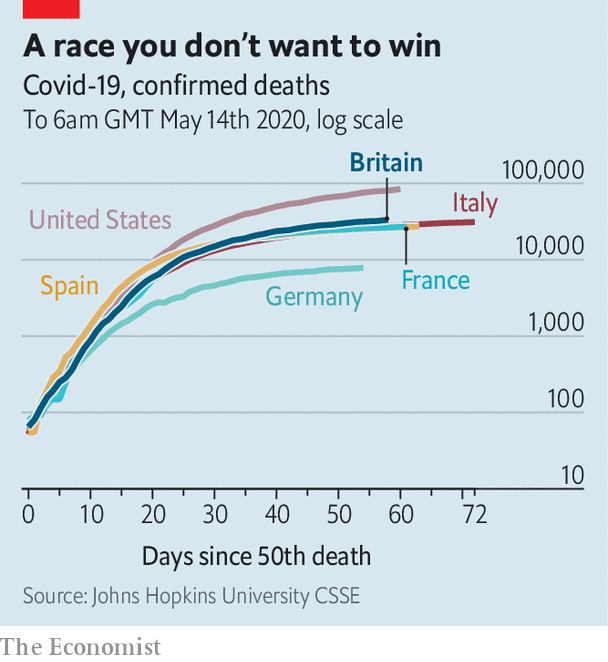 A race you don't want to win
Covid-19, confirmed deaths
To 6am GMT May 14th 2020, log scale
Britain
100,000
Italy
United States
10,000
Spain
France
Germany
1,000
100
10
0 10 20 30 40 50 60 72
Days since 50th death
Source: Johns Hopkins University CSSE
The Economist